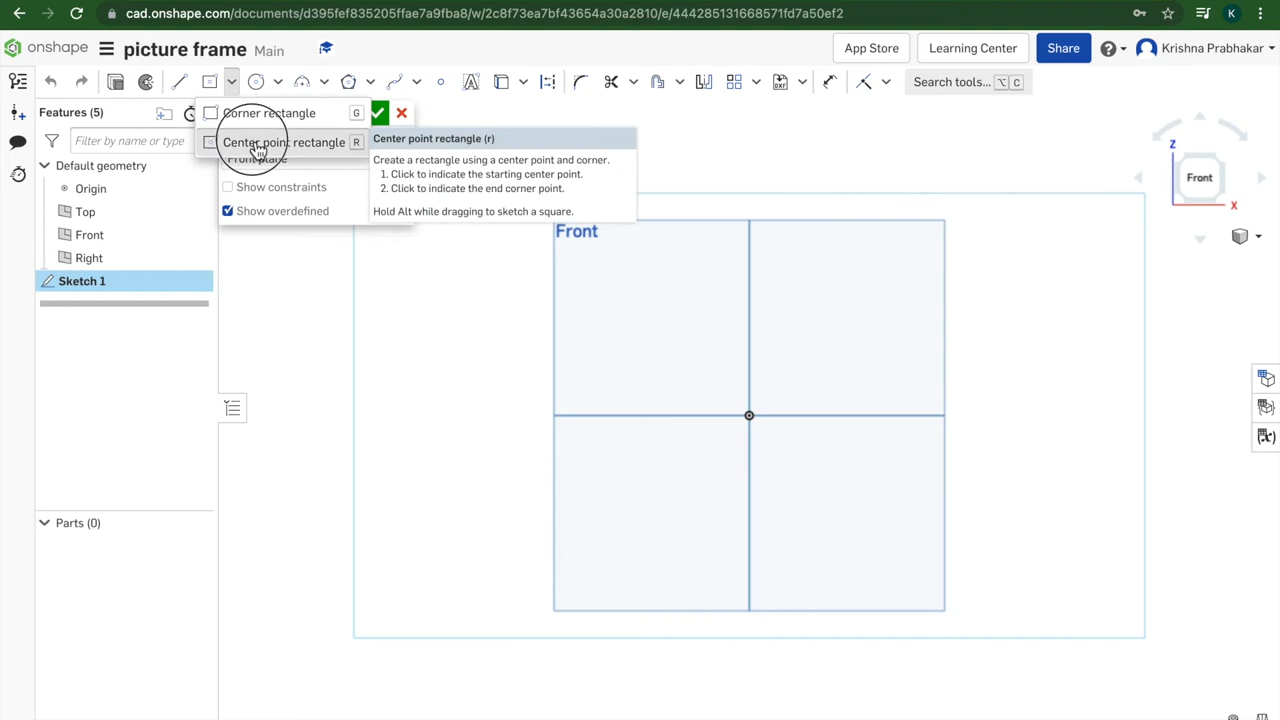 cad.onshape.com/documents/d395fef835205ffae7a9fba8/w/2c8f73ea7bf43654a30a2810/e/444285131668571fd7a50ef2
K
onshape
picture frame
Main
App Store
Learning Center
Share
Krishna Prabhakar
Search tools...
C
Features (5)
Filter by name or type
Default geometry
Origin
Top
Front
Right
Sketch 1
Parts (0)
Corner rectangle
G
Center point rectangle
R
Front plane
Show constraints
Show overdefined
Center point rectangle (r)
Create a rectangle using a center point and corner.
1. Click to indicate the starting center point.
2. Click to indicate the end corner point.
Hold Alt while dragging to sketch a square.
Front
Z
Front
X